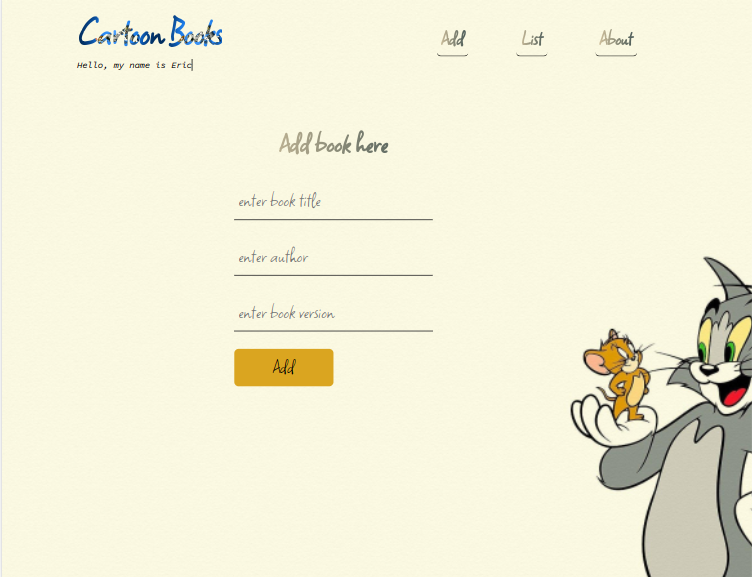 Cartoon Books
Hello, my name is Eric
Add List About
Add book here
enter book title
enter author
enter book version
Add